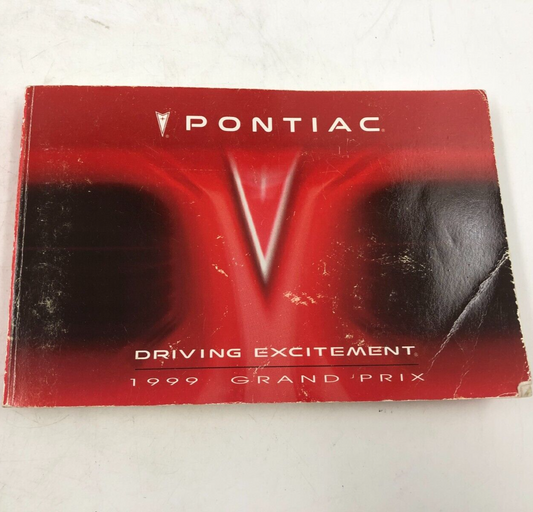 PONTIAC
DRIVING EXCITEMENT
1999 GRAND PRIX